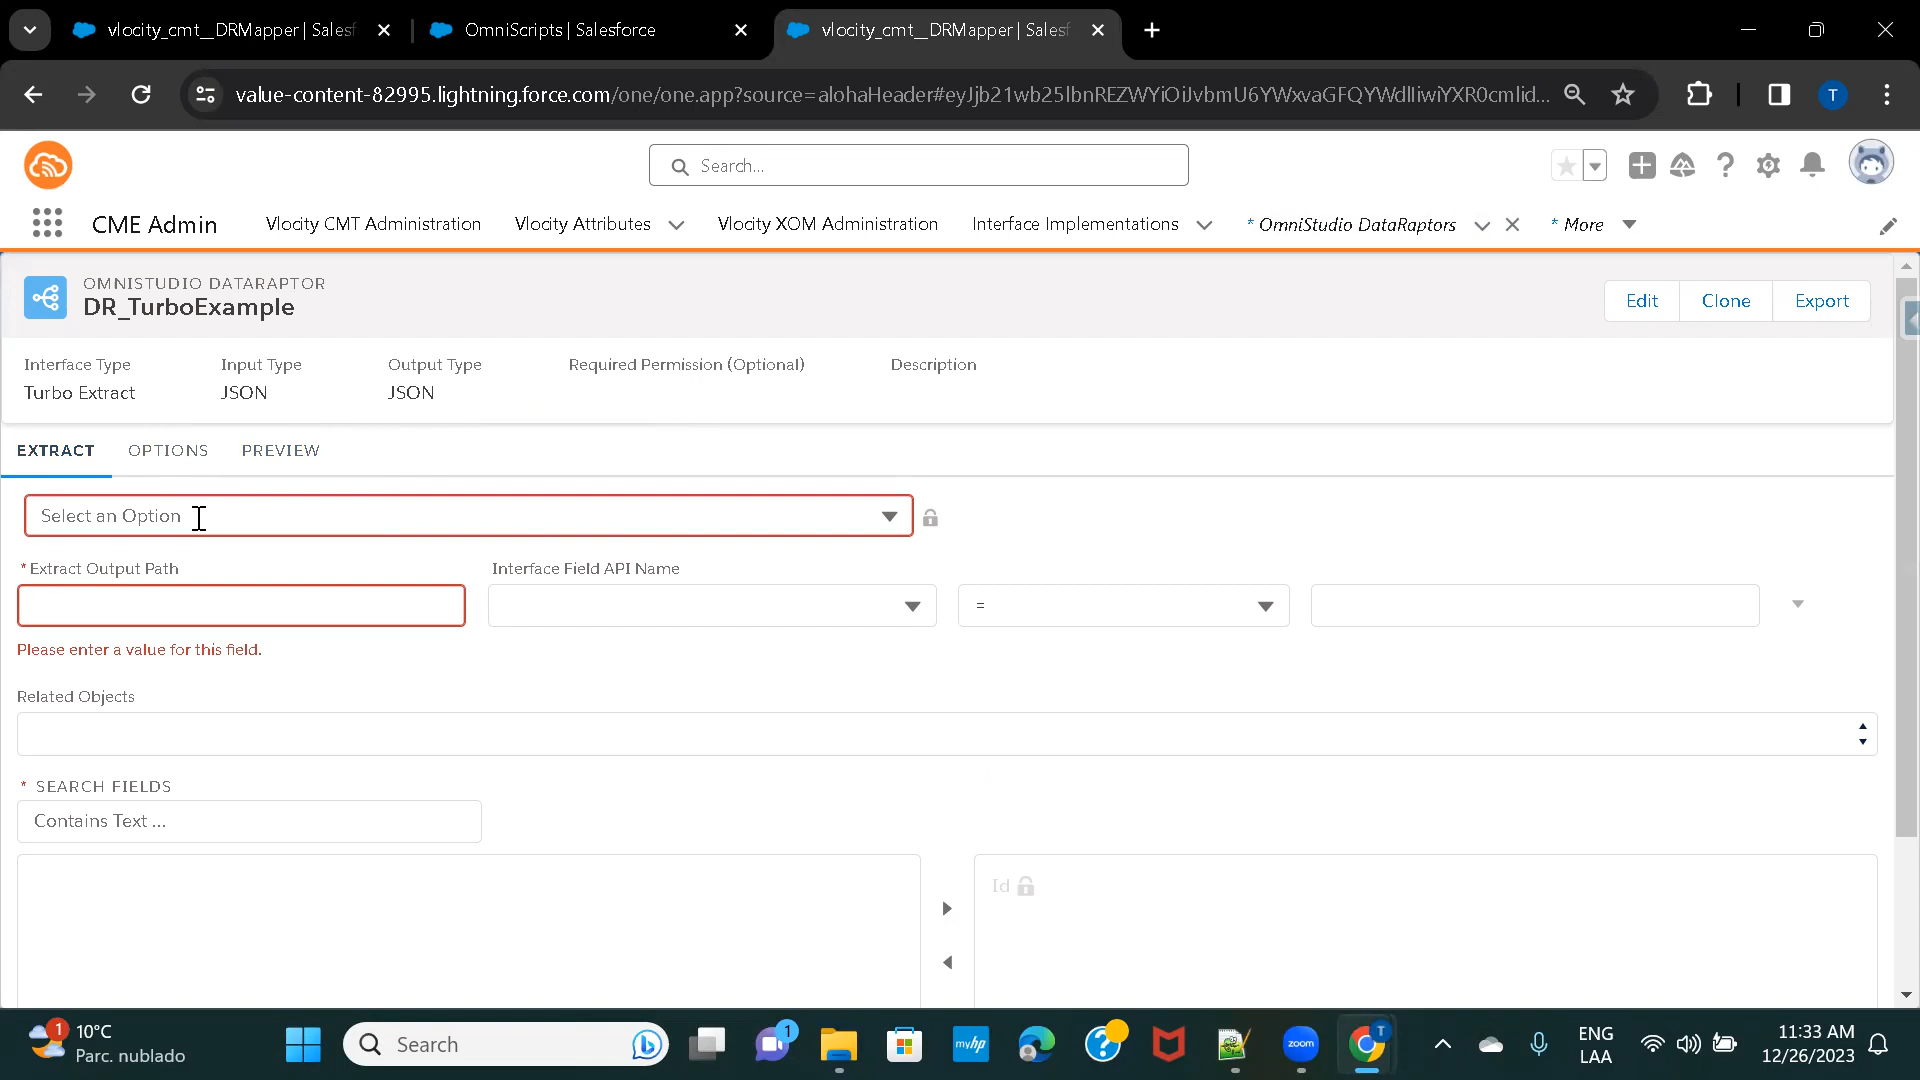 vlocity_cmt__DRMapper | Salesf
OmniScripts | Salesforce
vlocity_cmt__DRMapper | Salesf
value-content-82995.lightning.force.com/one/one.app?source=alohaHeader#eyJjb21wb25lbnREZWYiOiJvbmU6YWxvaGFQYWdlIiwiYXR0cmlid...
T
Search...
CME Admin
Vlocity CMT Administration
Vlocity Attributes
Vlocity XOM Administration
Interface Implementations
* OmniStudio DataRaptors
* More
OMNISTUDIO DATARAPTOR
DR_TurboExample
Edit
Clone
Export
Interface Type
Input Type
Output Type
Required Permission (Optional)
Description
Turbo Extract
JSON
JSON
EXTRACT
OPTIONS
PREVIEW
Select an Option
* Extract Output Path
Interface Field API Name
=
Please enter a value for this field.
Related Objects
* SEARCH FIELDS
Contains Text ...
Id
1
10°C
Parc. nublado
Search
1
myhp
zoom
T
ENG
LAA
11:33 AM
12/26/2023